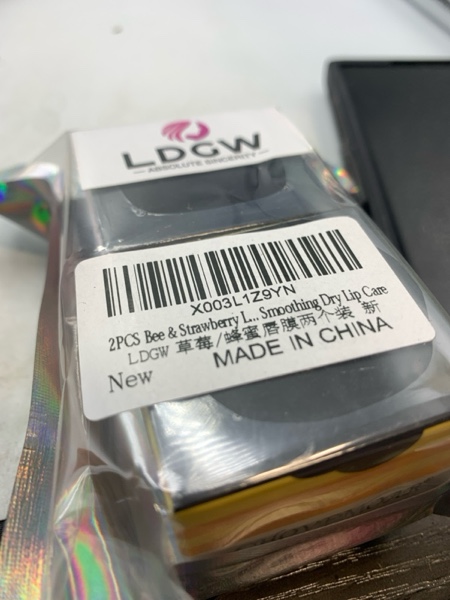 LDGW
ABSOLUTE SINCERITY
X003L1Z9YN
2PCS Bee & Strawberry L... Smoothing Dry Lip Care
LDGW 草莓/蜂蜜唇膜两个装 新
New MADE IN CHINA